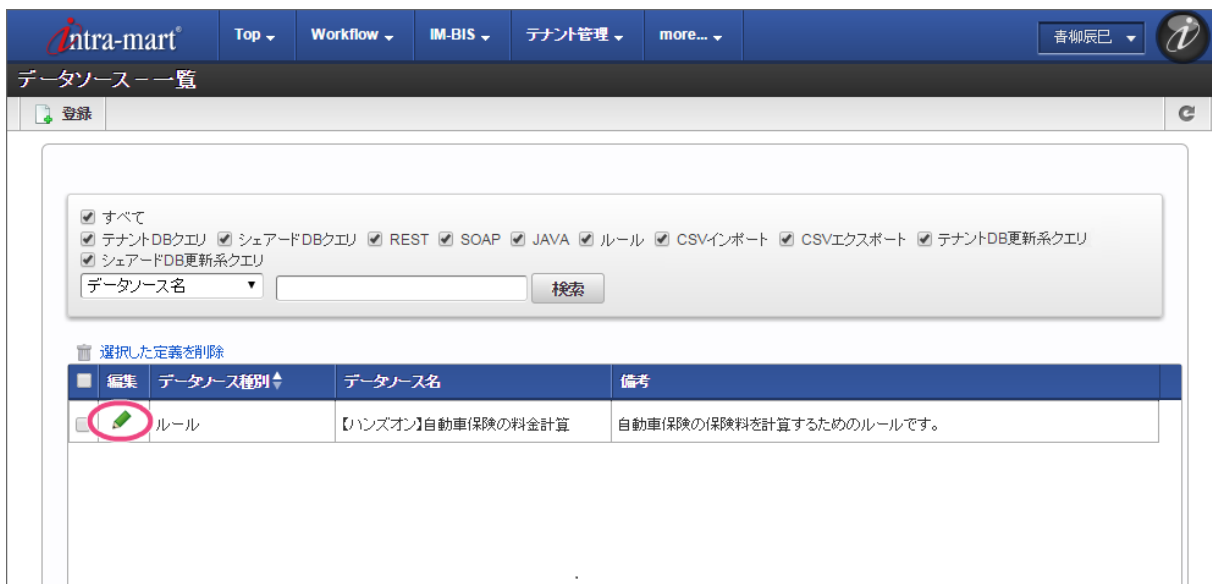 intra-mart® Top Workflow IM-BIS テナント管理 more... 青柳辰巳
データソース - 一覧
登録
すべて
テナントDBクエリ シェアードDBクエリ REST SOAP JAVA ルール CSVインポート CSVエクスポート テナントDB更新系クエリ
シェアードDB更新系クエリ
データソース名 検索
選択した定義を削除
編集 データソース種別 データソース名 備考
ルール 【ハンズオン】自動車保険の料金計算 自動車保険の保険料を計算するためのルールです。